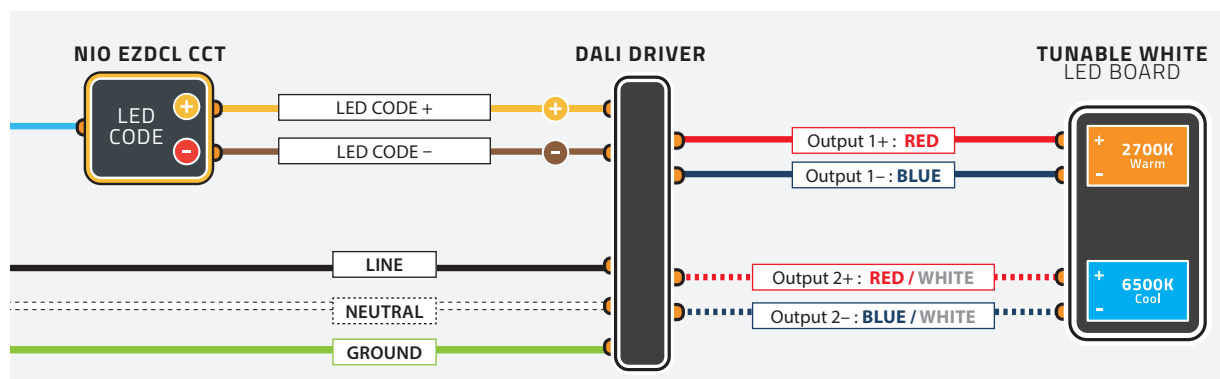 NIO EZDCL CCT
DALI DRIVER
TUNABLE WHITE
LED BOARD
LED
CODE
+
-
LED CODE +
+
LED CODE –
-
Output 1+ : RED
Output 1– : BLUE
+
-
2700K
Warm
LINE
NEUTRAL
GROUND
Output 2+ : RED / WHITE
Output 2– : BLUE / WHITE
+
-
6500K
Cool